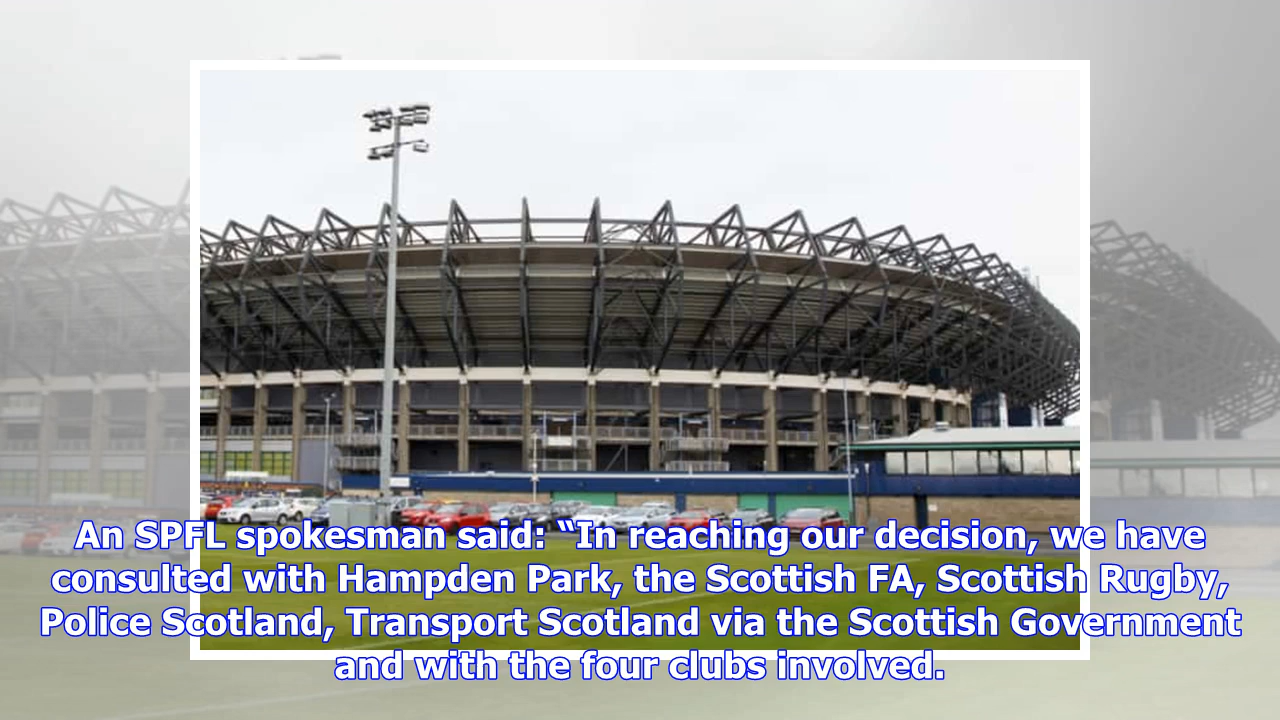 An SPFL spokesman said: “In reaching our decision, we have
consulted with Hampden Park, the Scottish FA, Scottish Rugby,
Police Scotland, Transport Scotland via the Scottish Government
and with the four clubs involved.